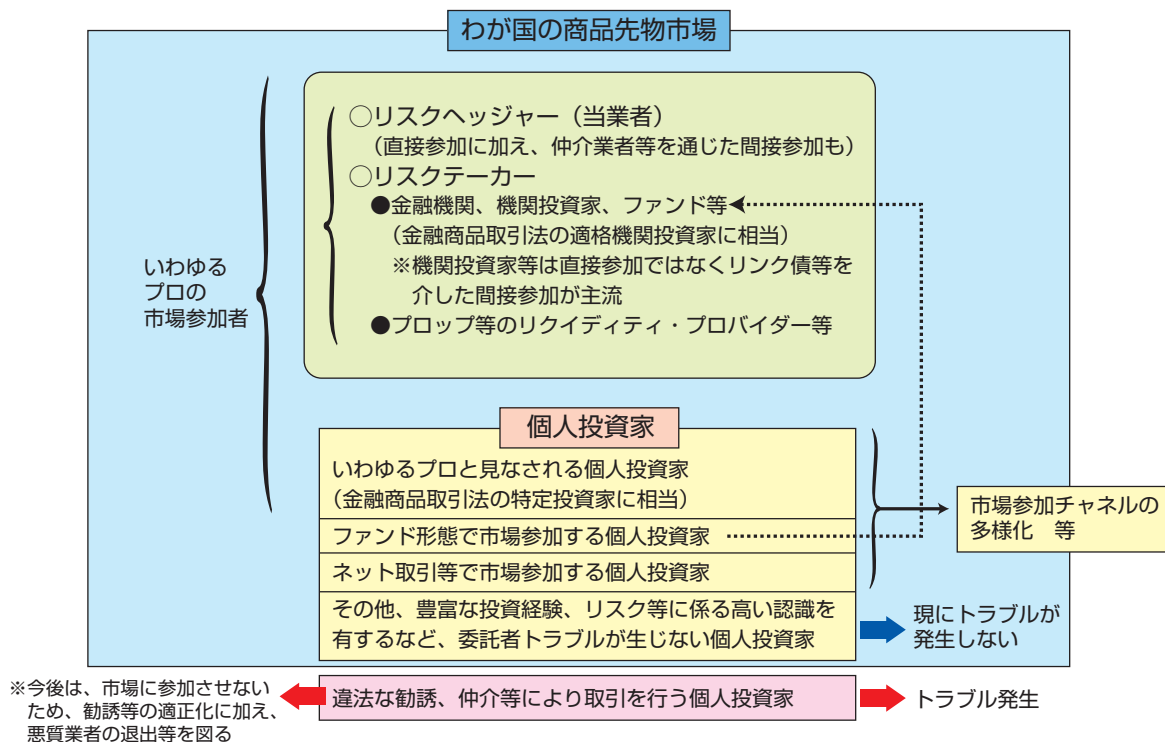 わが国の商品先物市場
いわゆる
プロの
市場参加者
○リスクヘッジャー（当業者）
（直接参加に加え、仲介業者等を通じた間接参加も）
○リスクテーカー
●金融機関、機関投資家、ファンド等
（金融商品取引法の適格機関投資家に相当）
※機関投資家等は直接参加ではなくリンク債等を
介した間接参加が主流
●プロップ等のリクイディティ・プロバイダー等
個人投資家
いわゆるプロと見なされる個人投資家
（金融商品取引法の特定投資家に相当）
ファンド形態で市場参加する個人投資家
ネット取引等で市場参加する個人投資家
その他、豊富な投資経験、リスク等に係る高い認識を
有するなど、委託者トラブルが生じない個人投資家
市場参加チャネルの
多様化　等
現にトラブルが
発生しない
違法な勧誘、仲介等により取引を行う個人投資家
トラブル発生
※今後は、市場に参加させない
ため、勧誘等の適正化に加え、
悪質業者の退出等を図る